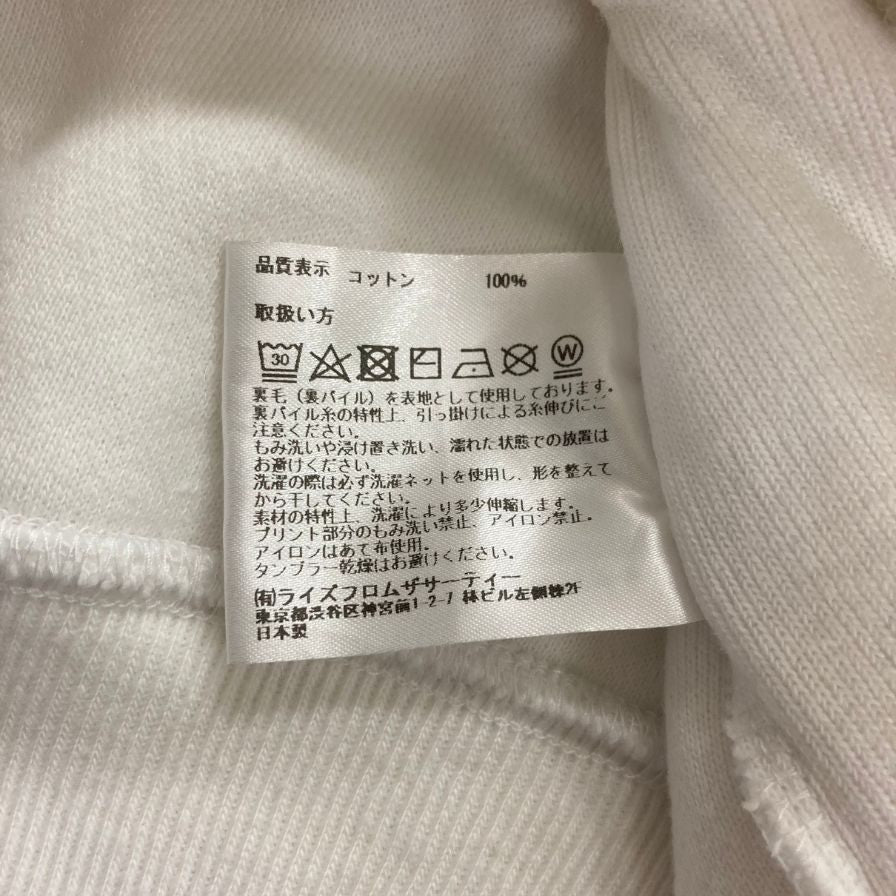 品質表示 コットン 100%
取扱い方
30 W
裏毛（裏パイル）を表地として使用しております。
裏パイル糸の特性上、引っ掛けによる糸伸びにご
注意ください。
もみ洗いや浸け置き洗い、濡れた状態での放置は
お避けください。
洗濯の際は必ず洗濯ネットを使用し、形を整えて
から干してください。
素材の特性上、洗濯により多少伸縮します。
プリント部分のもみ洗い禁止、アイロン禁止。
アイロンはあて布使用。
タンブラー乾燥はお避けください。
㈲ライズフロムザサーティー
東京都渋谷区神宮前1-2-7 林ビル左側棟2F
日本製